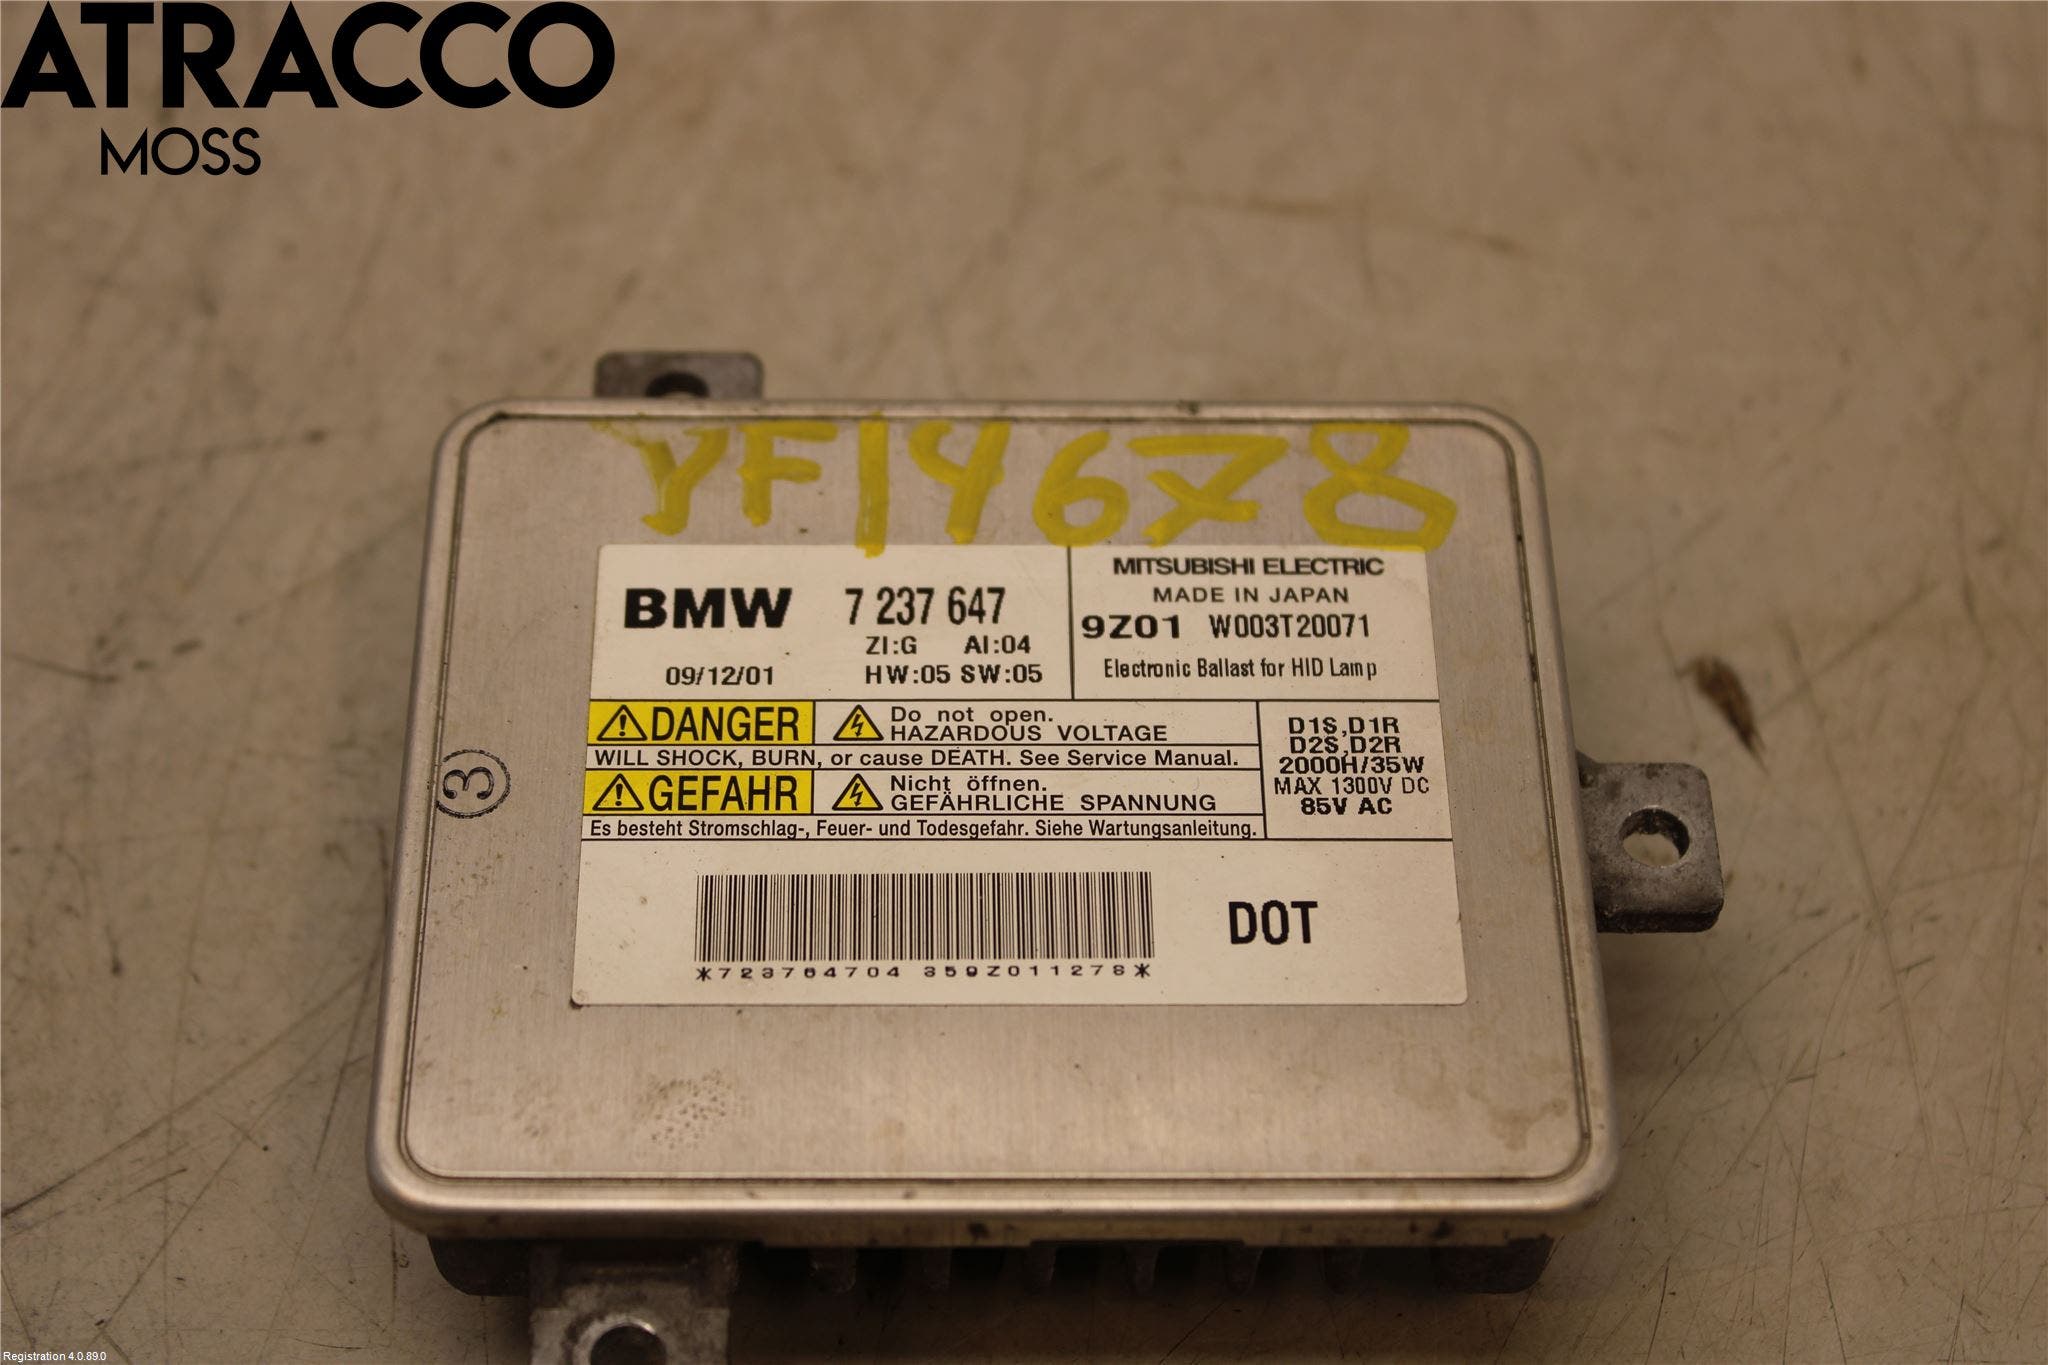 ATRACCO
MOSS
YF14678
BMW 7 237 647
ZI:G AI:04
09/12/01 HW:05 SW:05
MITSUBISHI ELECTRIC
MADE IN JAPAN
9Z01 W003T20071
Electronic Ballast for HID Lamp
DANGER
Do not open.
HAZARDOUS VOLTAGE
WILL SHOCK, BURN, or cause DEATH. See Service Manual.
GEFAHR
Nicht öffnen.
GEFÄHRLICHE SPANNUNG
Es besteht Stromschlag-, Feuer- und Todesgefahr. Siehe Wartungsanleitung.
D1S,D1R
D2S,D2R
2000H/35W
MAX 1300V DC
85V AC
3
*723764704 359Z011278*
DOT
Registration 4.0.89.0